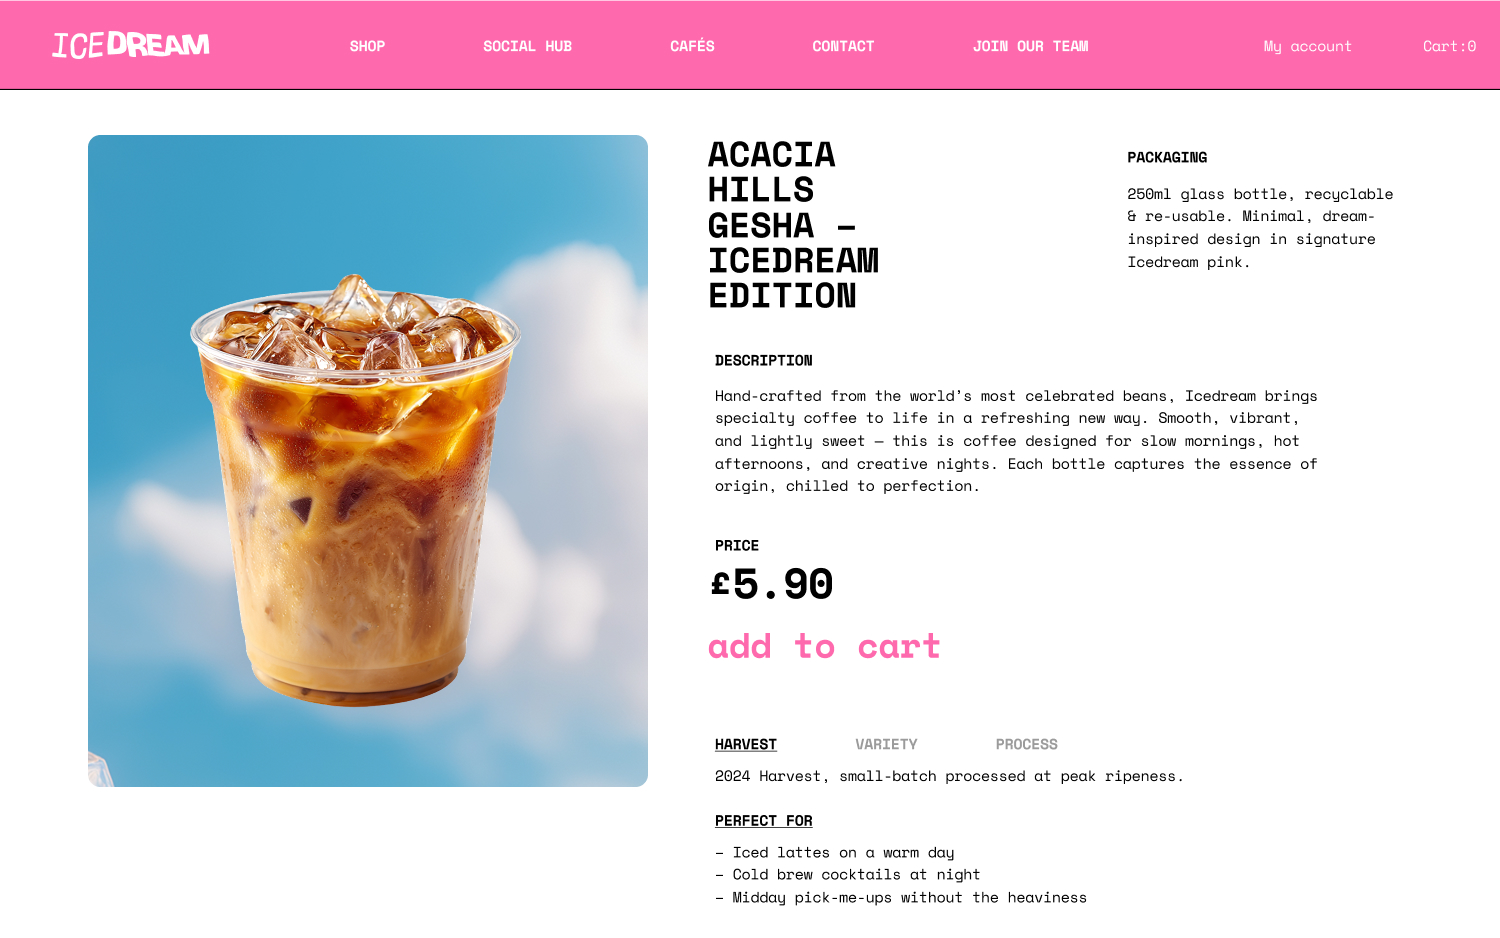 ICEDREAM
SHOP
SOCIAL HUB
CAFÉS
CONTACT
JOIN OUR TEAM
My account
Cart:0
ACACIA
HILLS
GESHA –
ICEDREAM
EDITION
PACKAGING
250ml glass bottle, recyclable
& re-usable. Minimal, dream-
inspired design in signature
Icedream pink.
DESCRIPTION
Hand-crafted from the world’s most celebrated beans, Icedream brings
specialty coffee to life in a refreshing new way. Smooth, vibrant,
and lightly sweet — this is coffee designed for slow mornings, hot
afternoons, and creative nights. Each bottle captures the essence of
origin, chilled to perfection.
PRICE
£5.90
add to cart
HARVEST
VARIETY
PROCESS
2024 Harvest, small-batch processed at peak ripeness.
PERFECT FOR
– Iced lattes on a warm day
– Cold brew cocktails at night
– Midday pick-me-ups without the heaviness